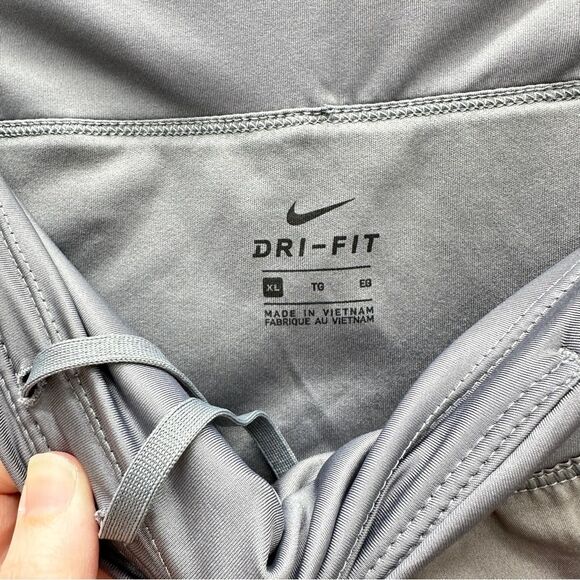 DRI-FIT
XL TG EG
MADE IN VIETNAM
FABRIQUE AU VIETNAM